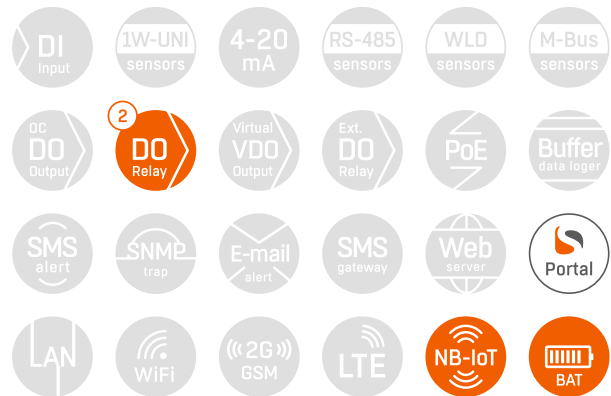 DI
Input
1W-UNI
sensors
4-20
mA
RS-485
sensors
WLD
sensors
M-Bus
sensors
OC
DO
Output
2
DO
Relay
Virtual
VDO
Output
Ext.
DO
Relay
PoE
Buffer
data loger
SMS
alert
SNMP
trap
E-mail
alert
SMS
gateway
Web
server
Portal
LAN
WiFi
2G
GSM
LTE
NB-IoT
BAT